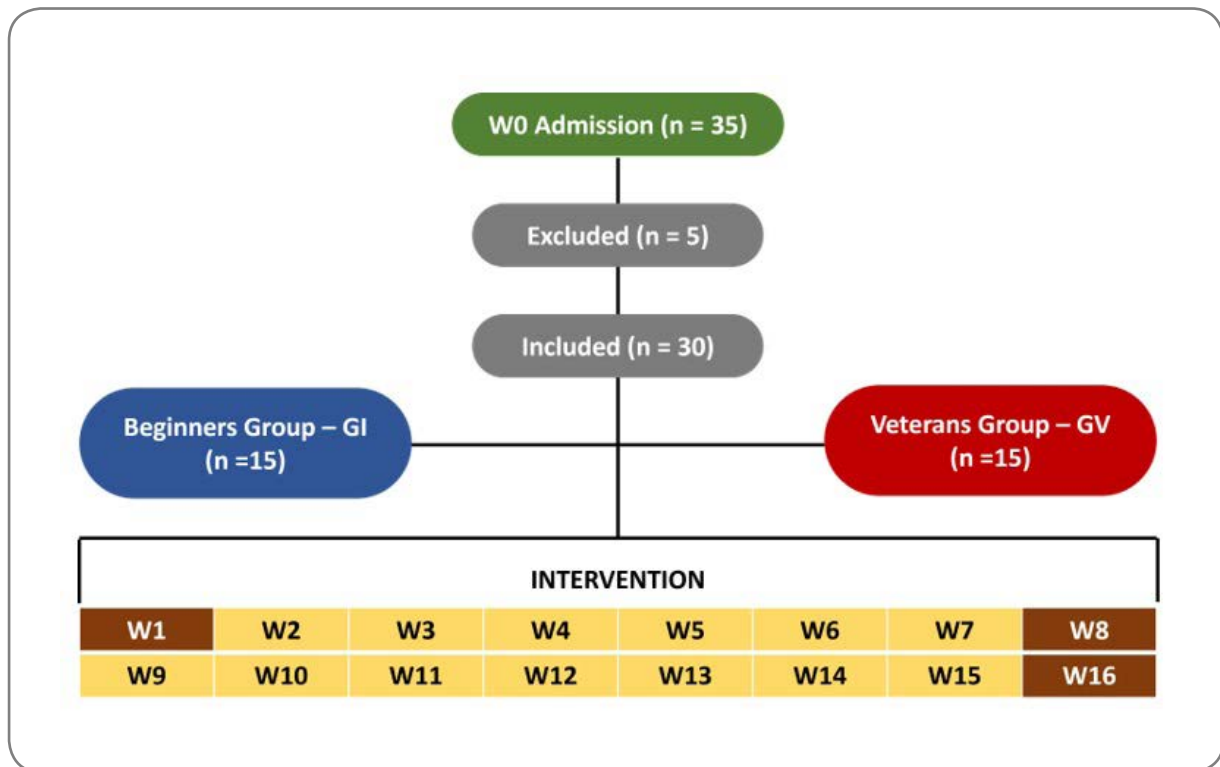 W0 Admission (n = 35)
Excluded (n = 5)
Included (n = 30)
Beginners Group – GI
(n =15)
Veterans Group – GV
(n =15)
INTERVENTION
W1 W2 W3 W4 W5 W6 W7 W8
W9 W10 W11 W12 W13 W14 W15 W16